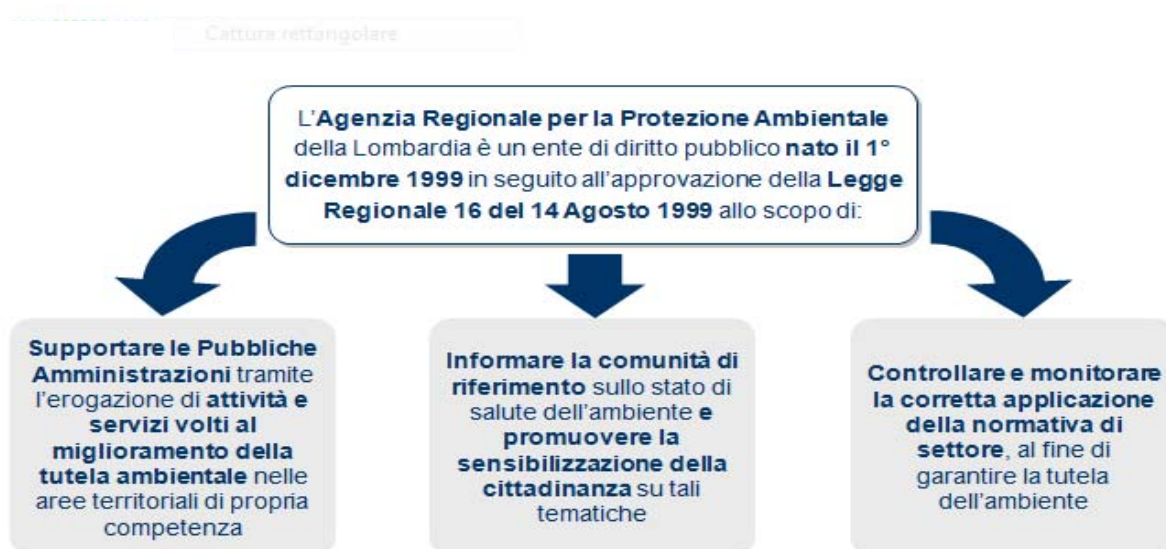 Cattura rettangolare
L'Agenzia Regionale per la Protezione Ambientale
della Lombardia è un ente di diritto pubblico nato il 1°
dicembre 1999 in seguito all'approvazione della Legge
Regionale 16 del 14 Agosto 1999 allo scopo di:
Supportare le Pubbliche
Amministrazioni tramite
l'erogazione di attività e
servizi volti al
miglioramento della
tutela ambientale nelle
aree territoriali di propria
competenza
Informare la comunità di
riferimento sullo stato di
salute dell'ambiente e
promuovere la
sensibilizzazione della
cittadinanza su tali
tematiche
Controllare e monitorare
la corretta applicazione
della normativa di
settore, al fine di
garantire la tutela
dell'ambiente